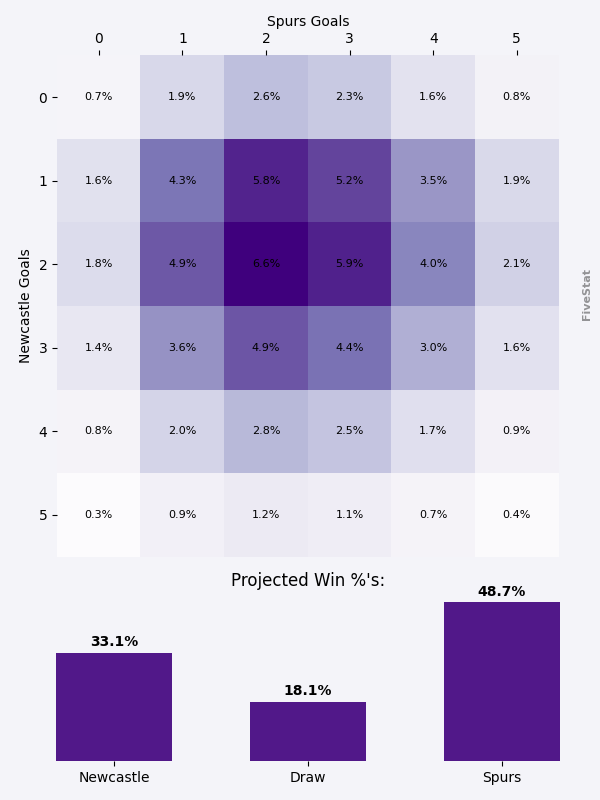 Spurs Goals
0 1 2 3 4 5
Newcastle Goals
0 0.7% 1.9% 2.6% 2.3% 1.6% 0.8%
1 1.6% 4.3% 5.8% 5.2% 3.5% 1.9%
2 1.8% 4.9% 6.6% 5.9% 4.0% 2.1%
3 1.4% 3.6% 4.9% 4.4% 3.0% 1.6%
4 0.8% 2.0% 2.8% 2.5% 1.7% 0.9%
5 0.3% 0.9% 1.2% 1.1% 0.7% 0.4%
FiveStat
Projected Win %'s:
33.1% 18.1% 48.7%
Newcastle Draw Spurs